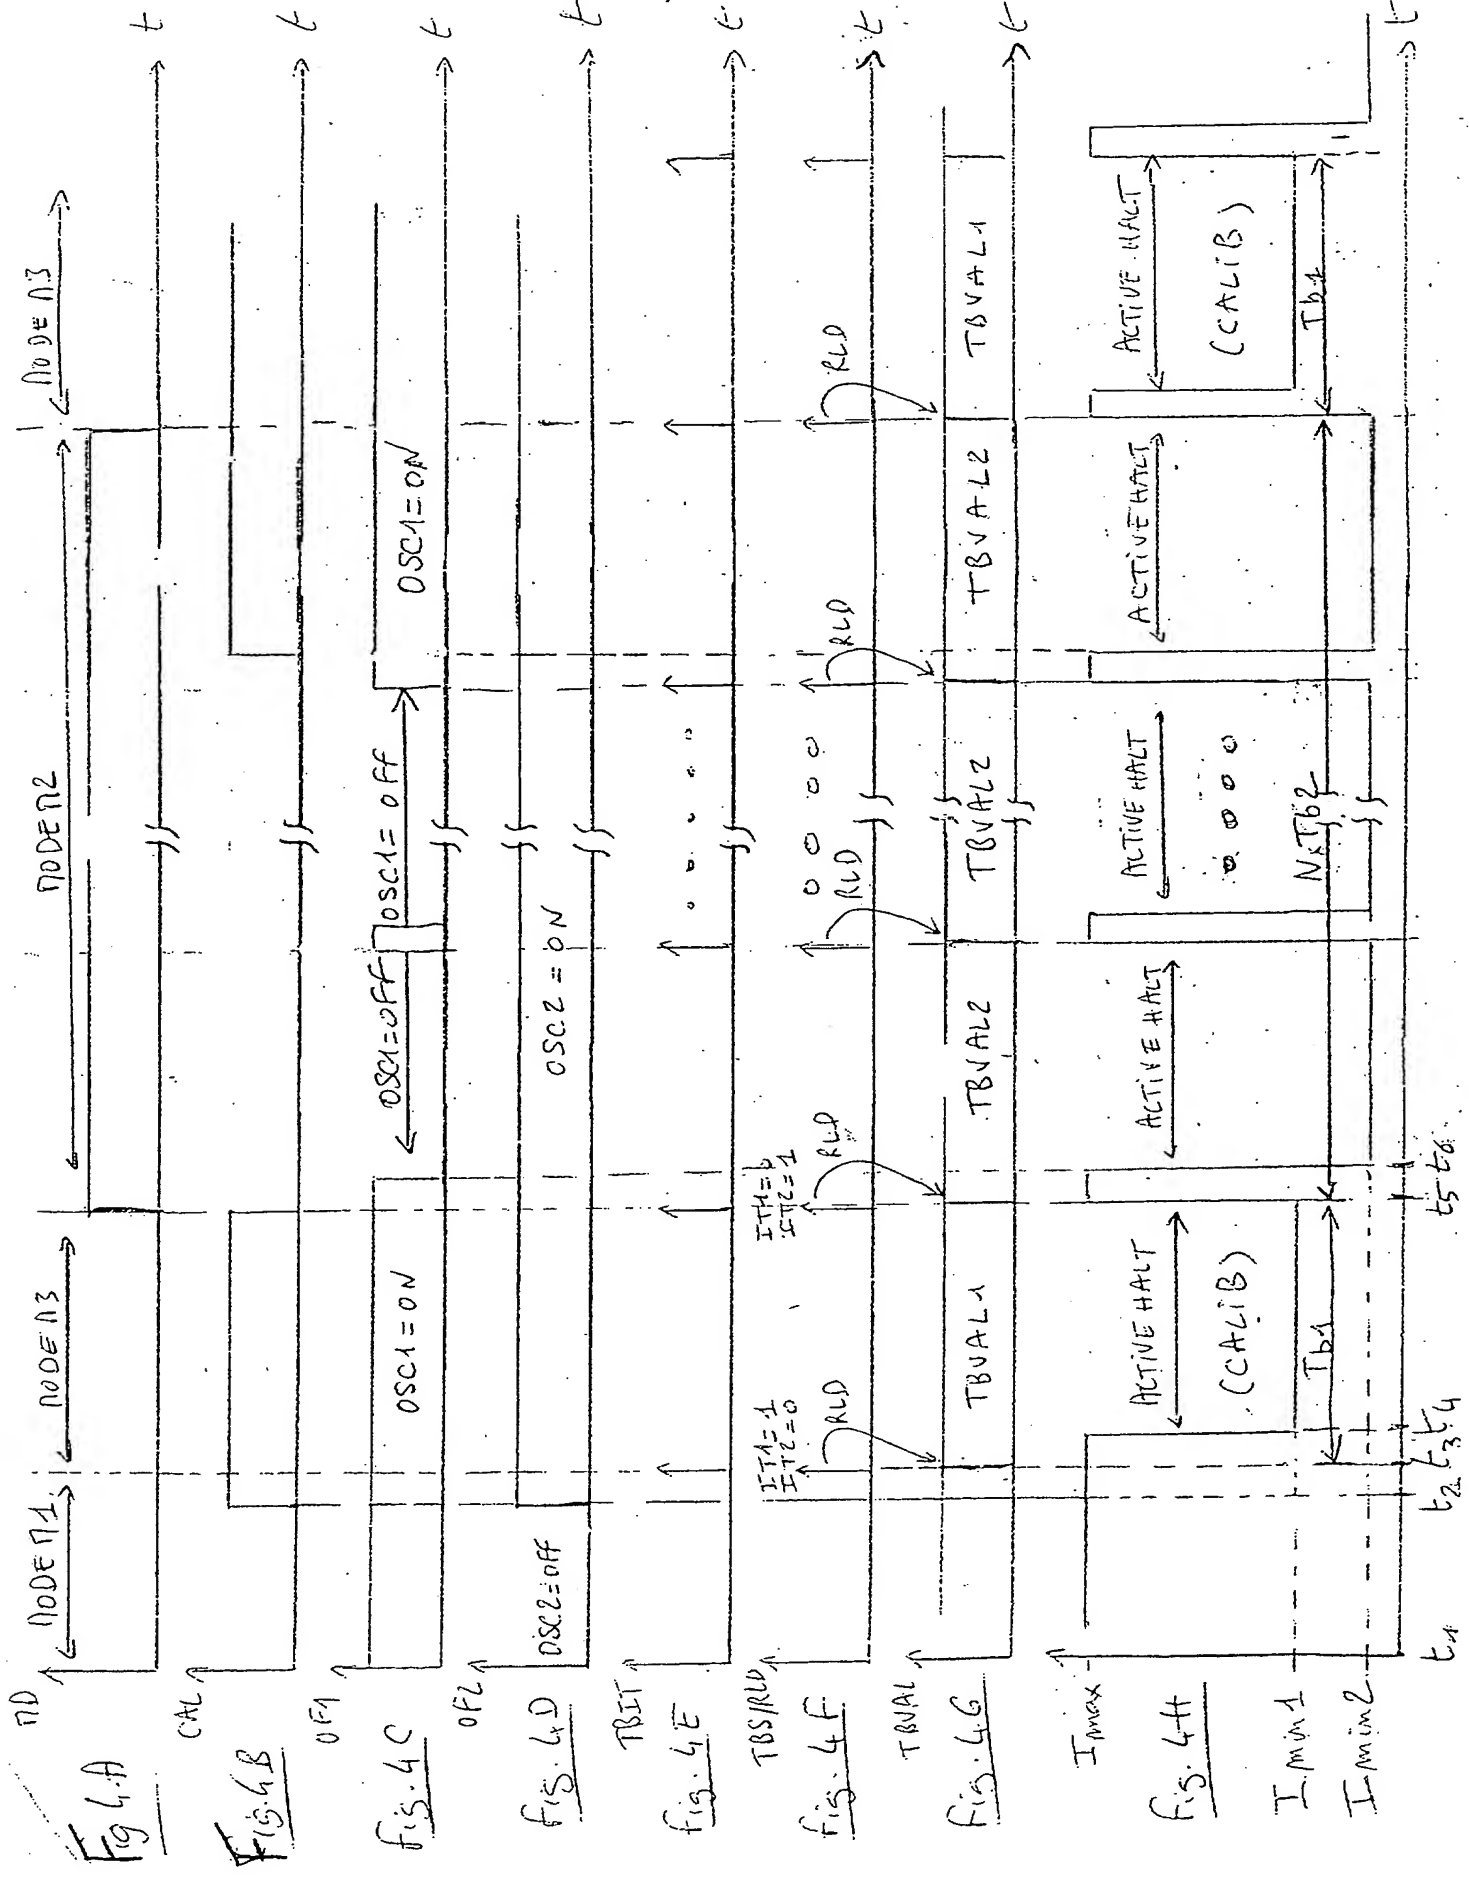 MD
MODE M1
MODE M3
MODE M2
MODE M3
t
Fig 4.A
CAL
t
Fig. 4B
OF1
OSC1=ON
OSC1=OFF
OSC1=OFF
OSC1=ON
t
Fig. 4C
OF2
OSC2=OFF
OSC2=ON
t
Fig. 4D
TBIT
t
Fig. 4E
TBS/RLD
IT1=1
IT2=0
RLD
IT1=0
IT2=1
RLD
RLD
RLD
RLD
t
Fig. 4F
TBVAL
TBVAL1
TBVAL2
TBVAL2
TBVAL2
TBVAL1
t
Fig. 4G
Imax
ACTIVE HALT
(CALIB)
ACTIVE HALT
ACTIVE HALT
ACTIVE HALT
ACTIVE HALT
(CALIB)
Fig. 4H
Imin1
Tb1
NxTb2
Tb1
Imin2
t
t1
t2
t3
t4
t5
t6